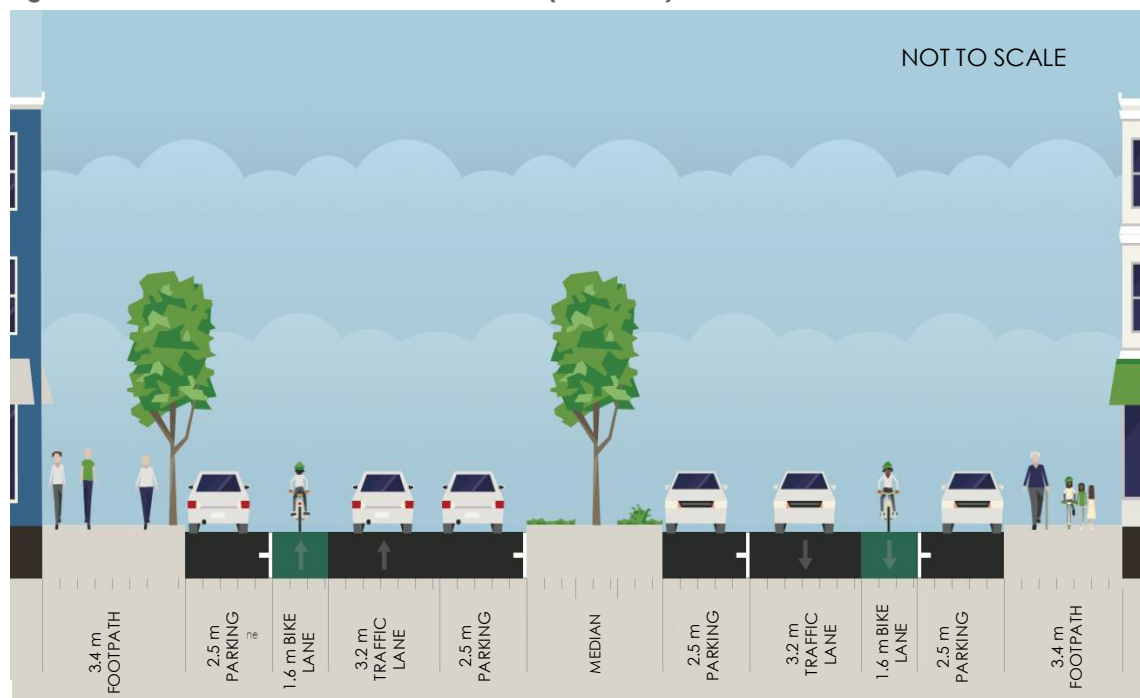 NOT TO SCALE
3.4 m
FOOTPATH
2.5 m
PARKING
ne
1.6 m BIKE
LANE
3.2 m
TRAFFIC
LANE
2.5 m
PARKING
MEDIAN
2.5 m
PARKING
3.2 m
TRAFFIC
LANE
1.6 m BIKE
LANE
2.5 m
PARKING
3.4 m
FOOTPATH